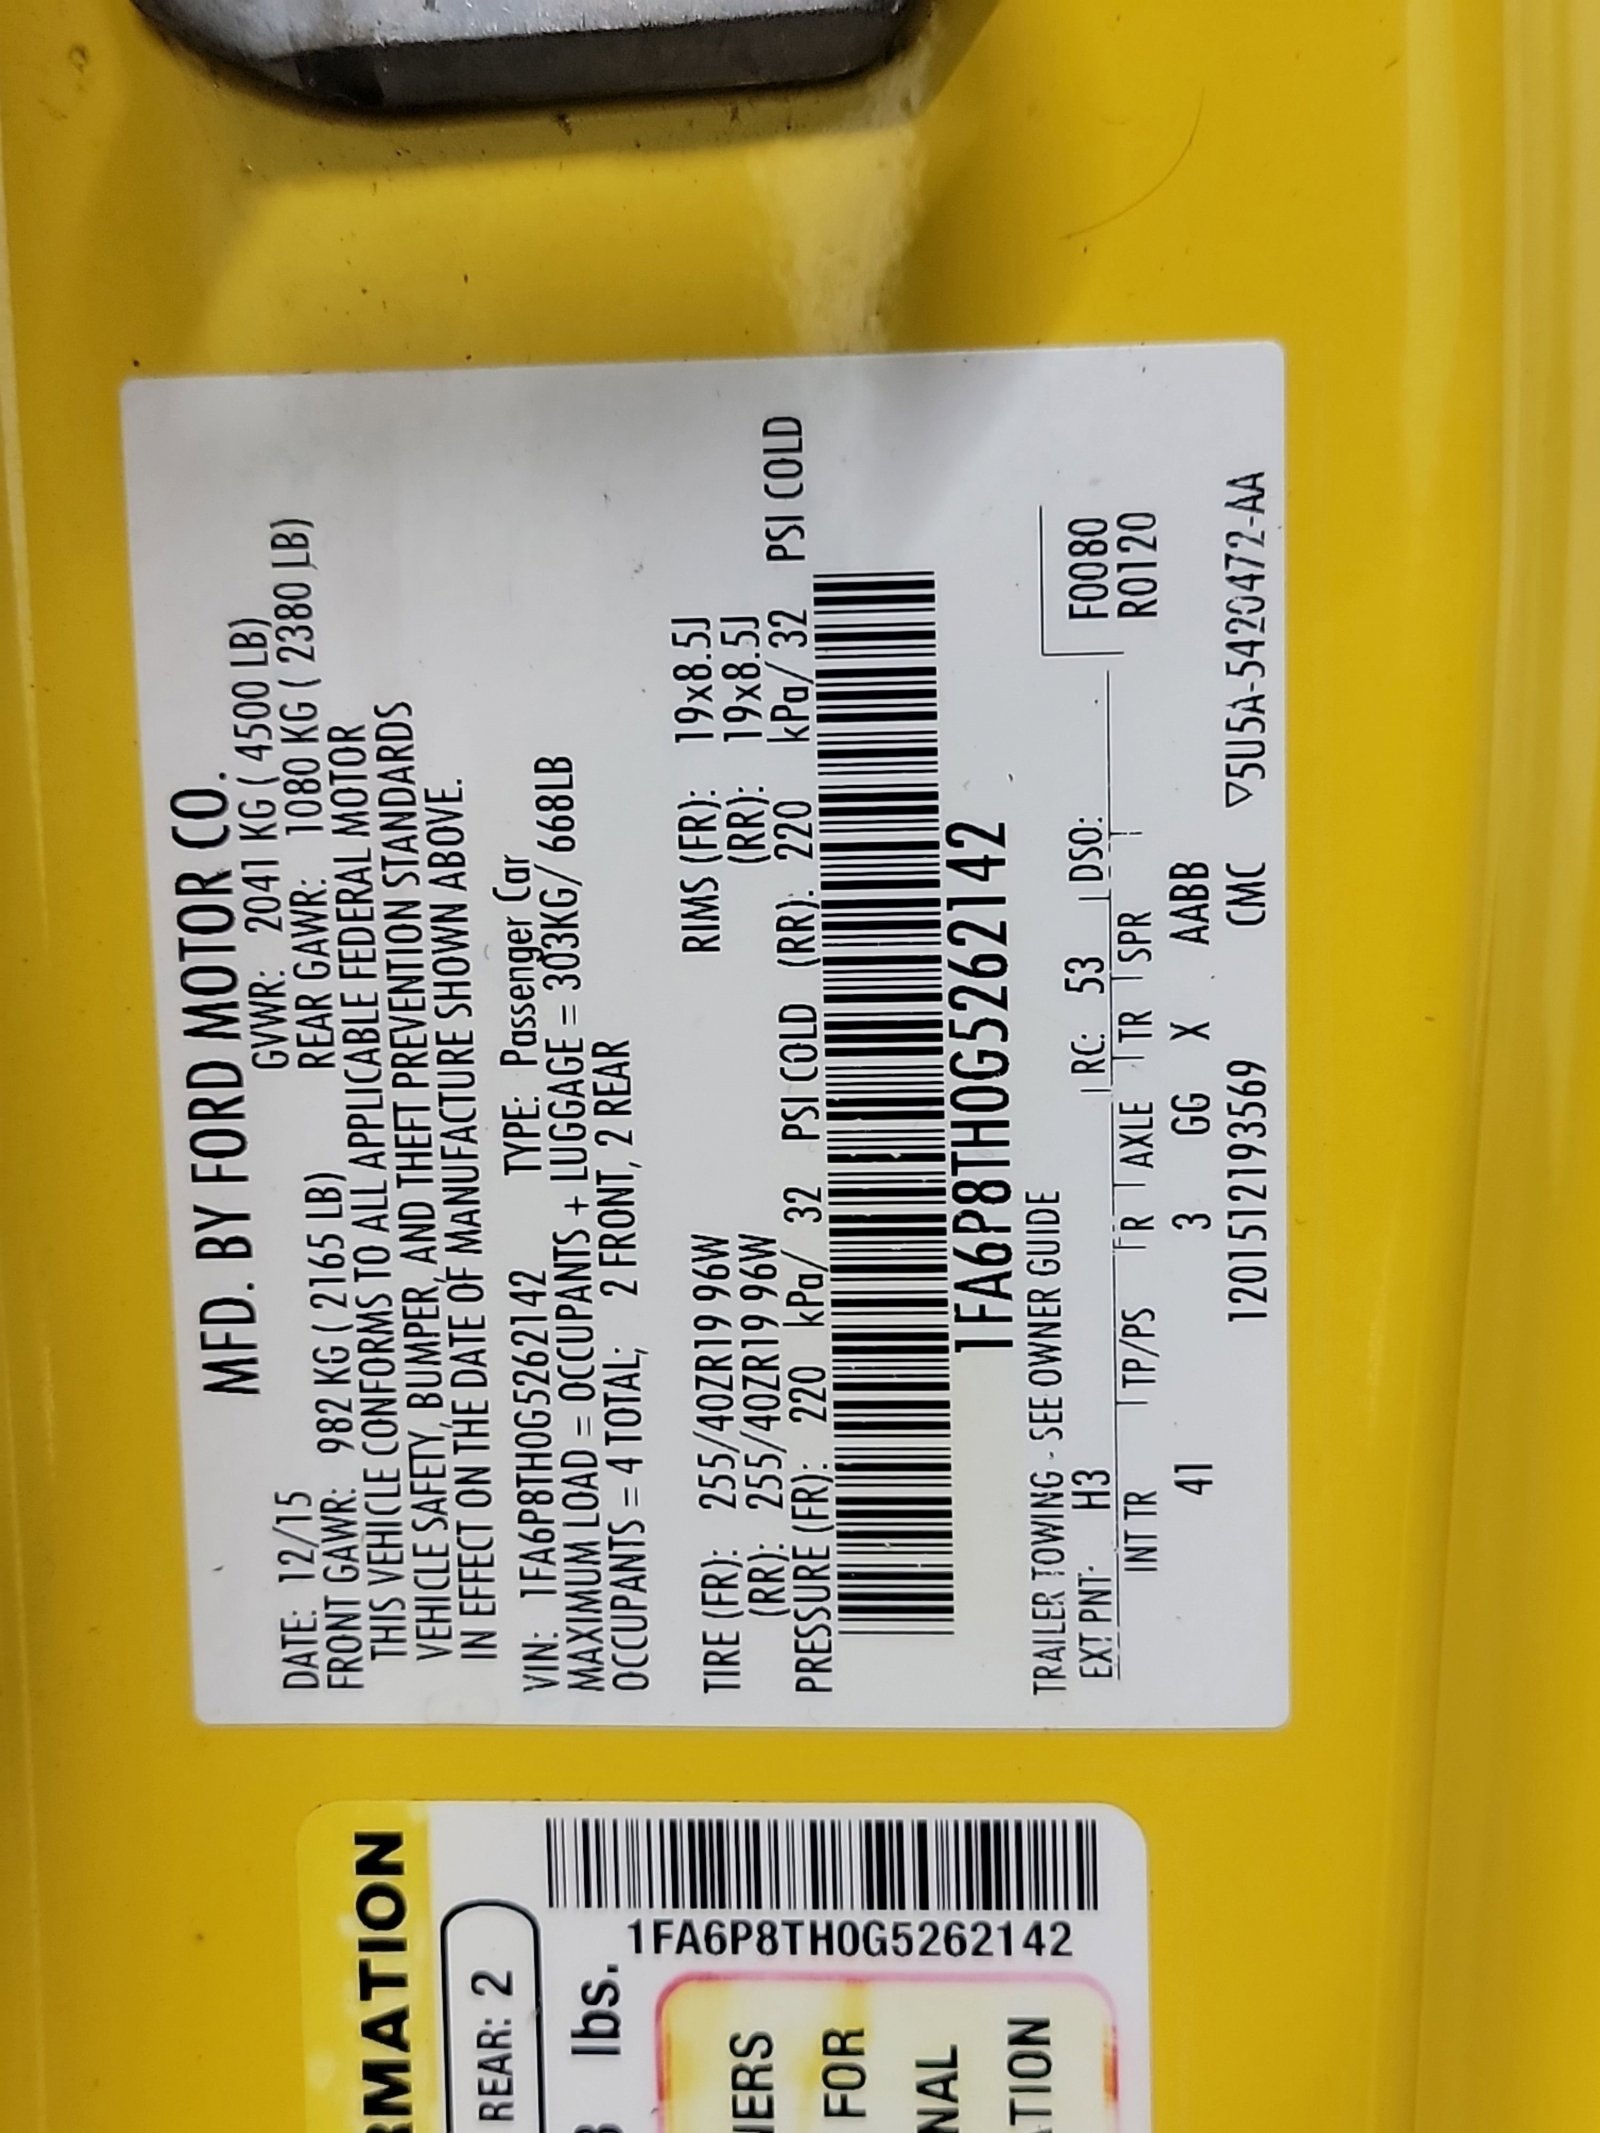 MFD. BY FORD MOTOR CO.
DATE: 12/15 GVWR: 2041 KG ( 4500 LB)
FRONT GAWR: 982 KG ( 2165 LB) REAR GAWR: 1080 KG ( 2380 LB)
THIS VEHICLE CONFORMS TO ALL APPLICABLE FEDERAL MOTOR
VEHICLE SAFETY, BUMPER, AND THEFT PREVENTION STANDARDS
IN EFFECT ON THE DATE OF MANUFACTURE SHOWN ABOVE.
VIN: 1FA6P8TH0G5262142 TYPE: Passenger Car
MAXIMUM LOAD = OCCUPANTS + LUGGAGE = 303KG/ 668LB
OCCUPANTS = 4 TOTAL; 2 FRONT, 2 REAR
TIRE (FR): 255/40ZR19 96W RIMS (FR): 19x8.5J
(RR): 255/40ZR19 96W (RR): 19x8.5J
PRESSURE (FR): 220 kPa/ 32 PSI COLD (RR): 220 kPa/ 32 PSI COLD
1FA6P8TH0G5262142
TRAILER TOWING - SEE OWNER GUIDE
EXT PNT: H3 RC: 53 DSO: F0080
INT TR TP/PS R AXLE TR SPR R0120
41 3 GG X AABB
1201512193569 CMC ▽5U5A-5420472-AA
RMATION
REAR: 2
lbs.
1FA6P8TH0G5262142
NERS
FOR
NAL
TION